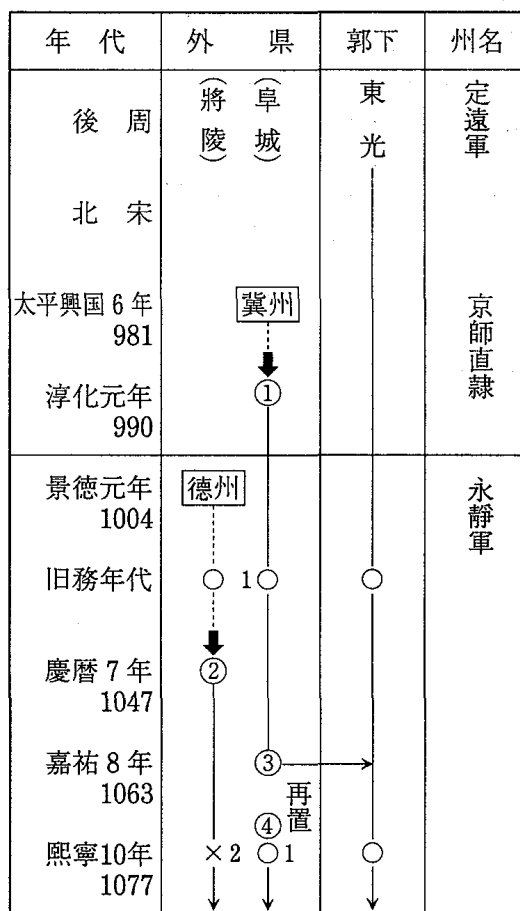 年代 外県 郭下 州名
後周 （將陵） （阜城） 東光 定遠軍
北宋
太平興国6年 冀州 京師直隷
981
淳化元年 ①
990
景徳元年 德州 永靜軍
1004
旧務年代 ○ 1○ ○
慶暦7年 ②
1047
嘉祐8年 ③
1063 再置
④
熙寧10年 ×2 ○1 ○
1077